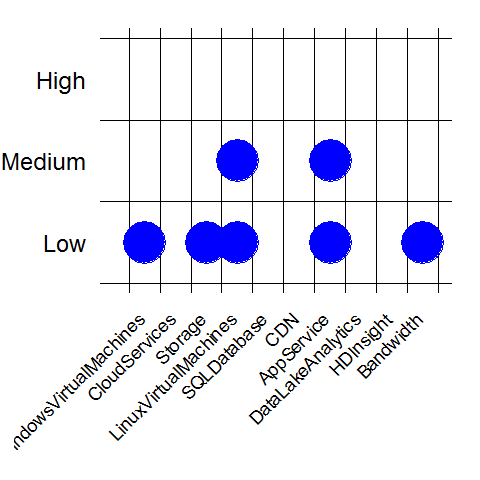 High
Medium
Low
ndowsVirtualMachines
CloudServices
Storage
LinuxVirtualMachines
SQLDatabase
CDN
AppService
DataLakeAnalytics
HDInsight
Bandwidth